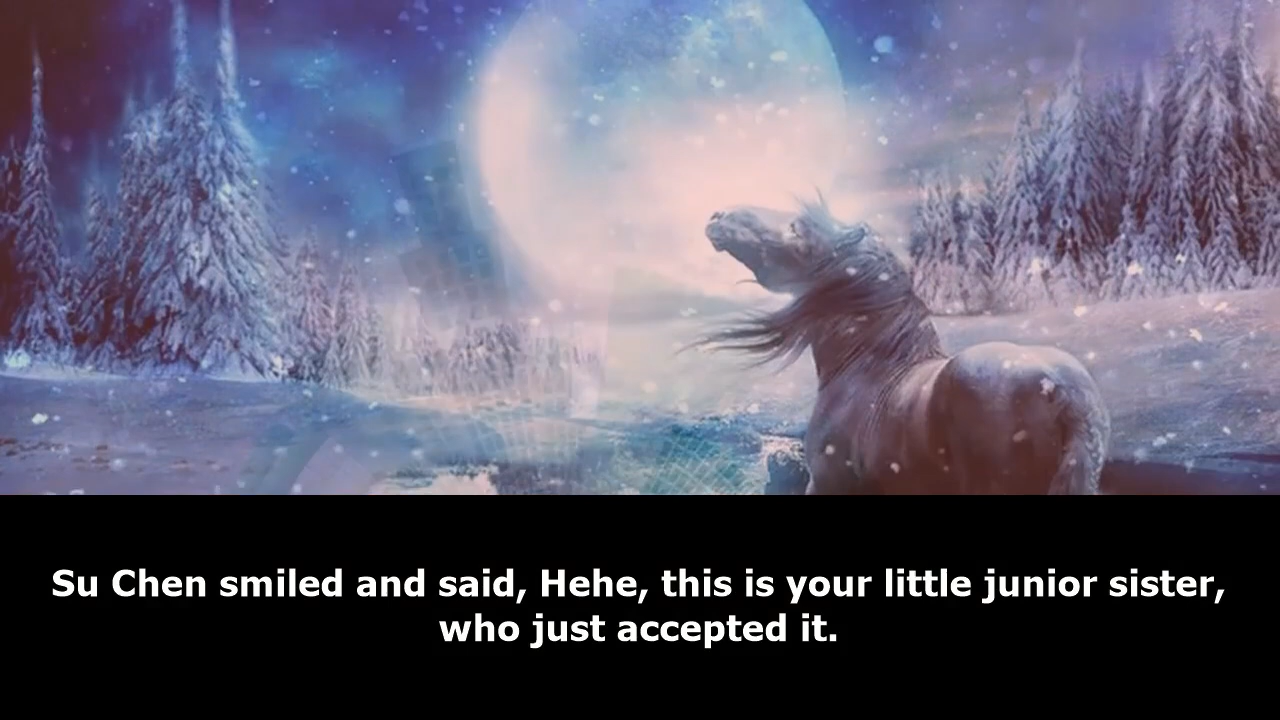 Su Chen smiled and said, Hehe, this is your little junior sister,
who just accepted it.